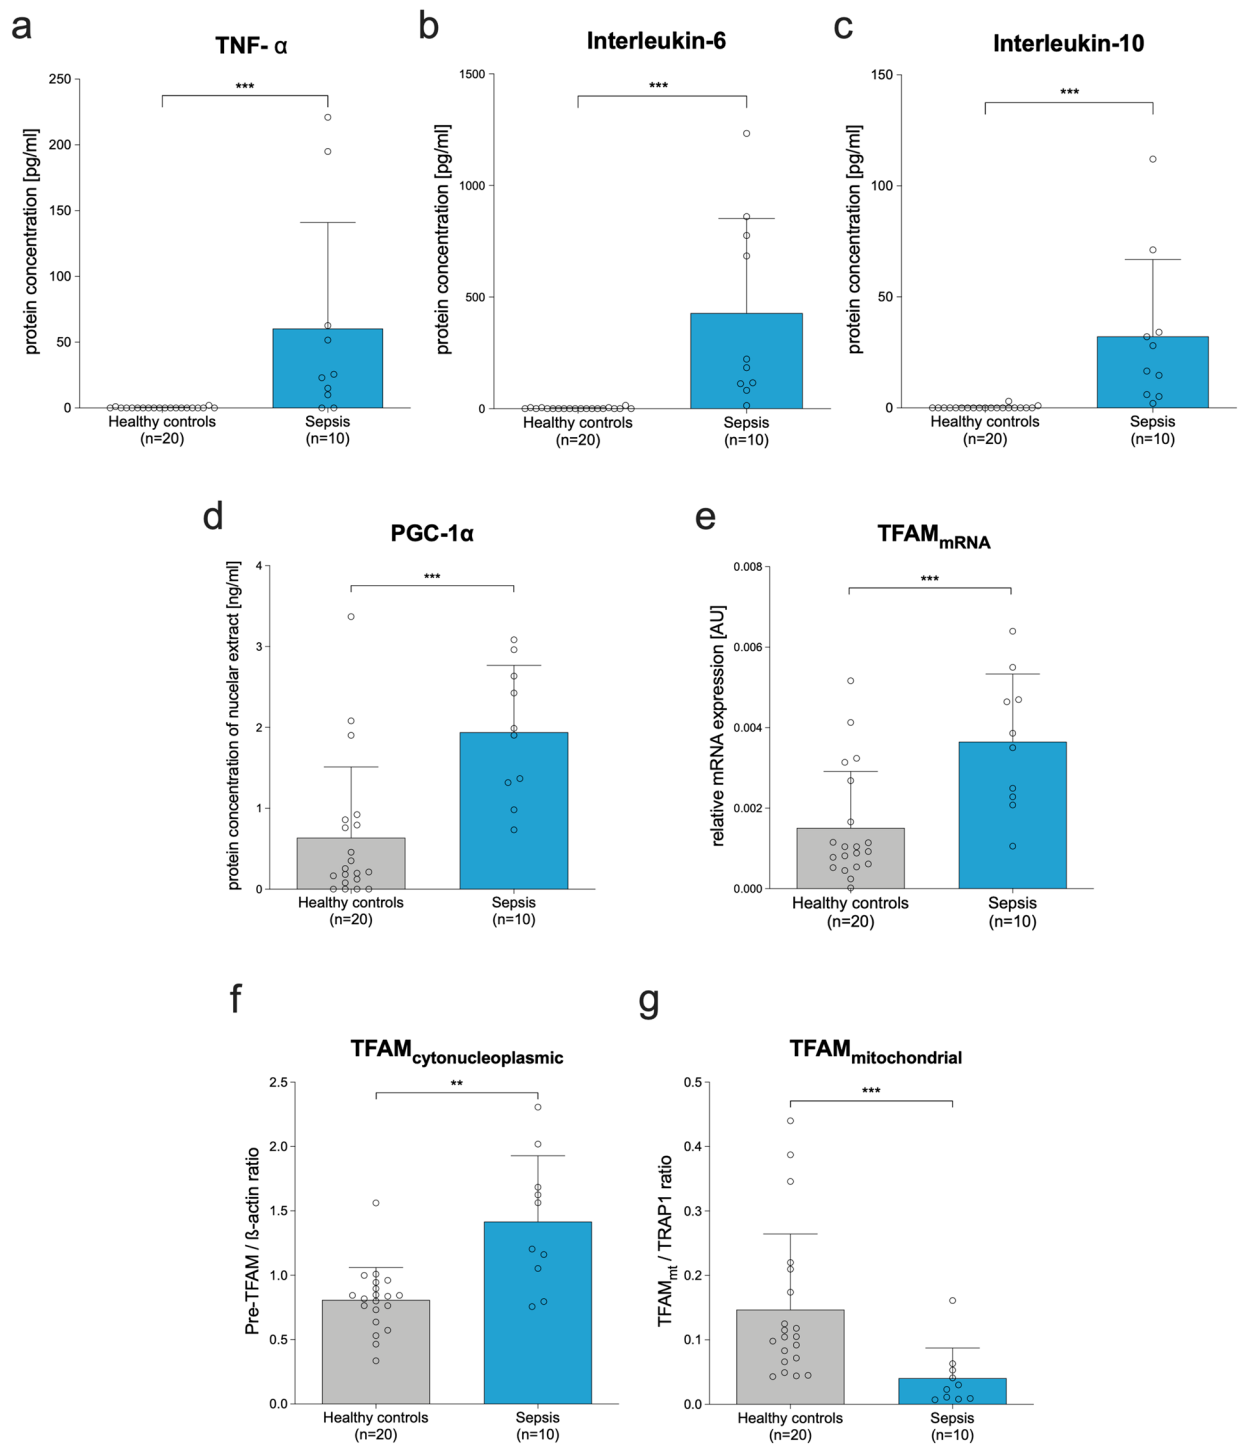 a
TNF- α
protein concentration [pg/ml]
250
200
150
100
50
0
***
Healthy controls
(n=20)
Sepsis
(n=10)
b
Interleukin-6
protein concentration [pg/ml]
1500
1000
500
0
***
Healthy controls
(n=20)
Sepsis
(n=10)
c
Interleukin-10
protein concentration [pg/ml]
150
100
50
0
***
Healthy controls
(n=20)
Sepsis
(n=10)
d
PGC-1α
protein concentration of nucelar extract [ng/ml]
4
3
2
1
0
***
Healthy controls
(n=20)
Sepsis
(n=10)
e
TFAMmRNA
relative mRNA expression [AU]
0.008
0.006
0.004
0.002
0.000
***
Healthy controls
(n=20)
Sepsis
(n=10)
f
TFAMcytonucleoplasmic
Pre-TFAM / ß-actin ratio
2.5
2.0
1.5
1.0
0.5
0.0
**
Healthy controls
(n=20)
Sepsis
(n=10)
g
TFAMmitochondrial
TFAMmt / TRAP1 ratio
0.5
0.4
0.3
0.2
0.1
0.0
***
Healthy controls
(n=20)
Sepsis
(n=10)